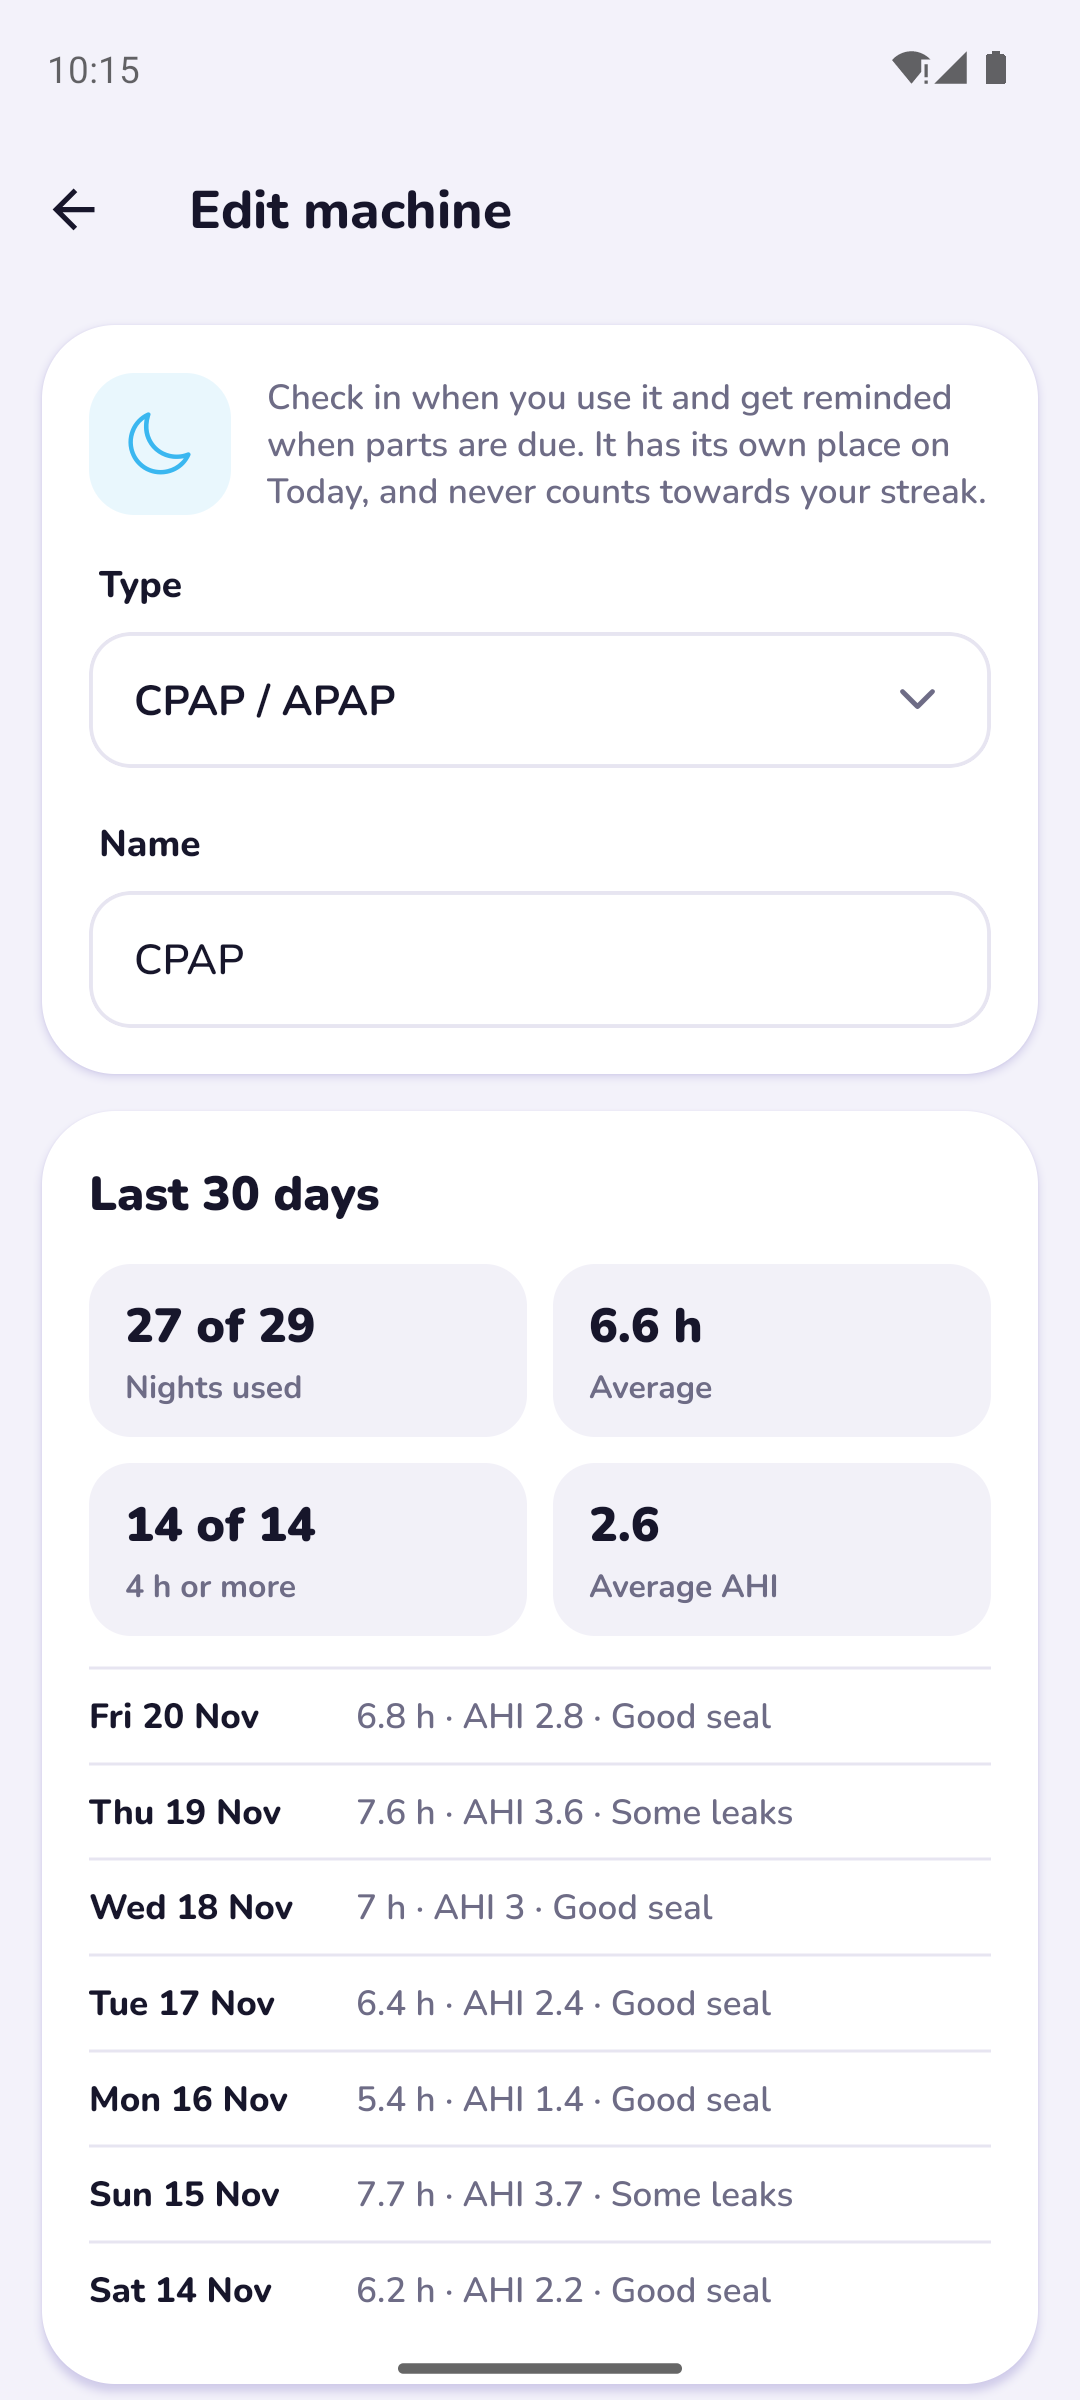 10:15
Edit machine
Check in when you use it and get reminded
when parts are due. It has its own place on
Today, and never counts towards your streak.
Type
CPAP / APAP
Name
CPAP
Last 30 days
27 of 29
Nights used
6.6 h
Average
14 of 14
4 h or more
2.6
Average AHI
Fri 20 Nov 6.8 h · AHI 2.8 · Good seal
Thu 19 Nov 7.6 h · AHI 3.6 · Some leaks
Wed 18 Nov 7 h · AHI 3 · Good seal
Tue 17 Nov 6.4 h · AHI 2.4 · Good seal
Mon 16 Nov 5.4 h · AHI 1.4 · Good seal
Sun 15 Nov 7.7 h · AHI 3.7 · Some leaks
Sat 14 Nov 6.2 h · AHI 2.2 · Good seal